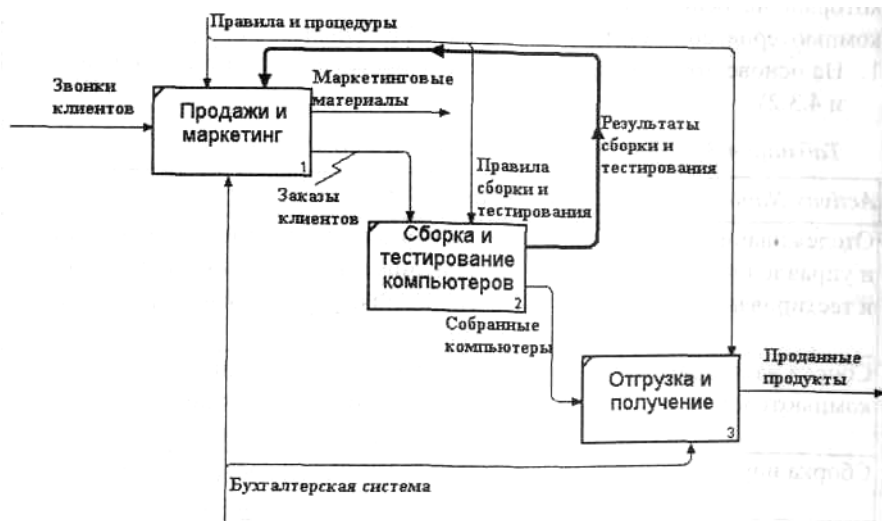 Правила и процедуры
Звонки
клиентов
Продажи и
маркетинг
1
Маркетинговые
материалы
Заказы
клиентов
Правила
сборки и
тестирования
Результаты
сборки и
тестирования
Сборка и
тестирование
компьютеров
2
Собранные
компьютеры
Отгрузка и
получение
3
Проданные
продукты
Бухгалтерская система